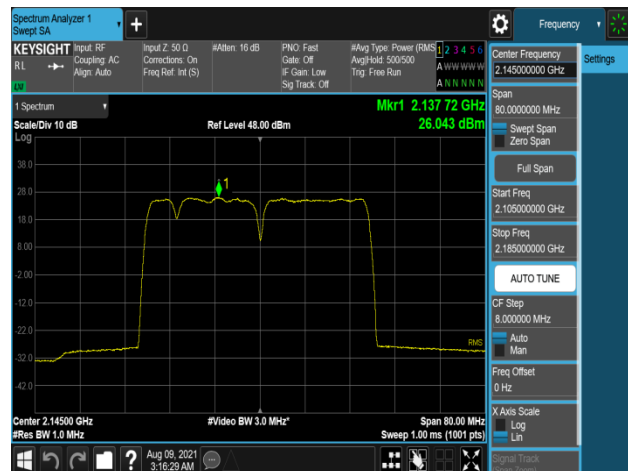 Spectrum Analyzer 1
Swept SA
+
Frequency
KEYSIGHT
R L
LXI
Input: RF
Coupling: AC
Align: Auto
Input Z: 50 Ω
Corrections: On
Freq Ref: Int (S)
#Atten: 16 dB
PNO: Fast
Gate: Off
IF Gain: Low
Sig Track: Off
#Avg Type: Power (RMS
Avg|Hold: 500/500
Trig: Free Run
1 2 3 4 5 6
A W W W W W
A N N N N N
1 Spectrum
Scale/Div 10 dB
Ref Level 48.00 dBm
Mkr1 2.137 72 GHz
26.043 dBm
Log
38.0
28.0
18.0
8.00
-2.00
-12.0
-22.0
-32.0
-42.0
1
RMS
Center 2.14500 GHz
#Res BW 1.0 MHz
#Video BW 3.0 MHz*
Span 80.00 MHz
Sweep 1.00 ms (1001 pts)
Center Frequency
2.145000000 GHz
Settings
Span
80.0000000 MHz
Swept Span
Zero Span
Full Span
Start Freq
2.105000000 GHz
Stop Freq
2.185000000 GHz
AUTO TUNE
CF Step
8.000000 MHz
Auto
Man
Freq Offset
0 Hz
X Axis Scale
Log
Lin
Signal Track
?
Aug 09, 2021
3:16:29 AM